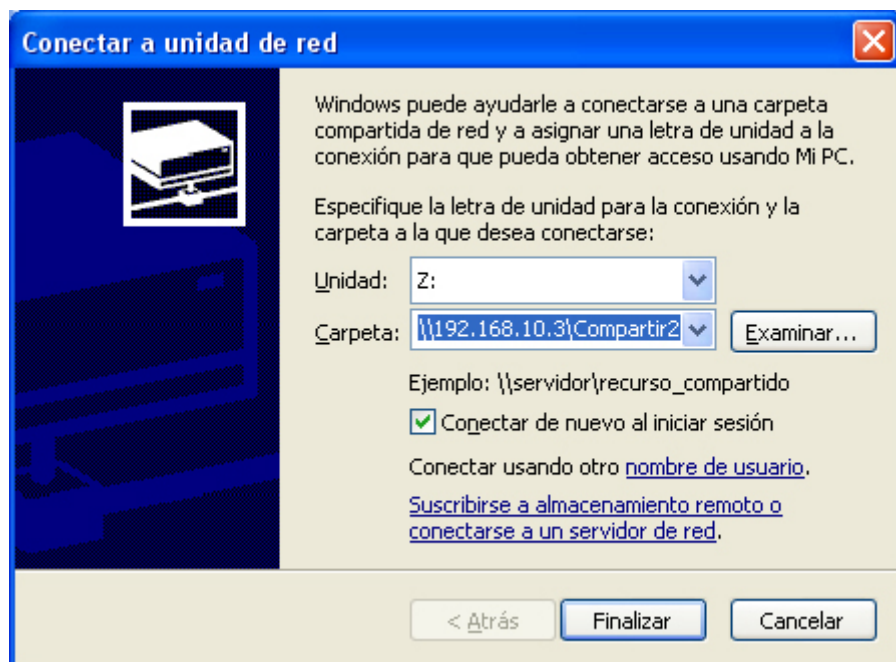 Conectar a unidad de red
Windows puede ayudarle a conectarse a una carpeta
compartida de red y a asignar una letra de unidad a la
conexión para que pueda obtener acceso usando Mi PC.
Especifique la letra de unidad para la conexión y la
carpeta a la que desea conectarse:
Unidad: Z:
Carpeta: \\192.168.10.3\Compartir2 Examinar...
Ejemplo: \\servidor\recurso_compartido
Conectar de nuevo al iniciar sesión
Conectar usando otro nombre de usuario.
Suscribirse a almacenamiento remoto o
conectarse a un servidor de red.
< Atrás Finalizar Cancelar